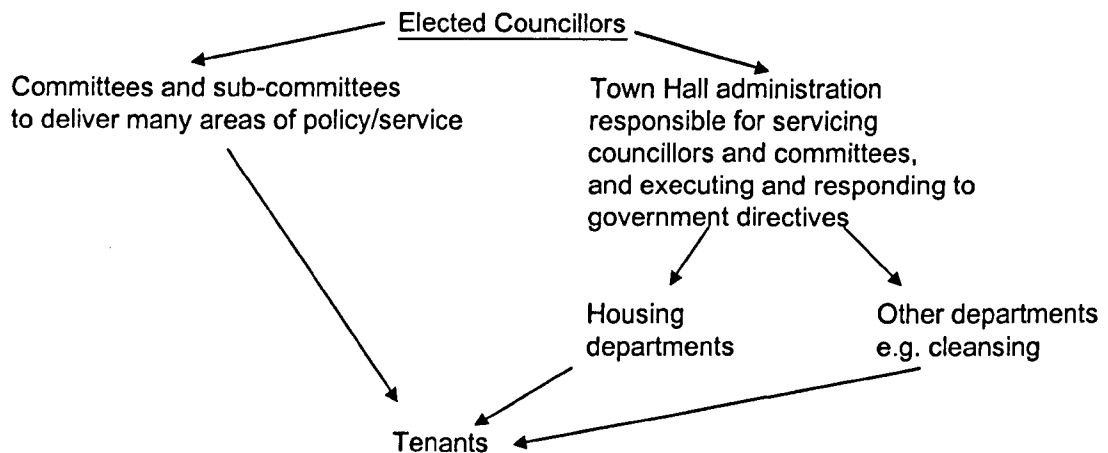 Elected Councillors
Committees and sub-committees
to deliver many areas of policy/service
Town Hall administration
responsible for servicing
councillors and committees,
and executing and responding to
government directives
Housing
departments
Other departments
e.g. cleansing
Tenants